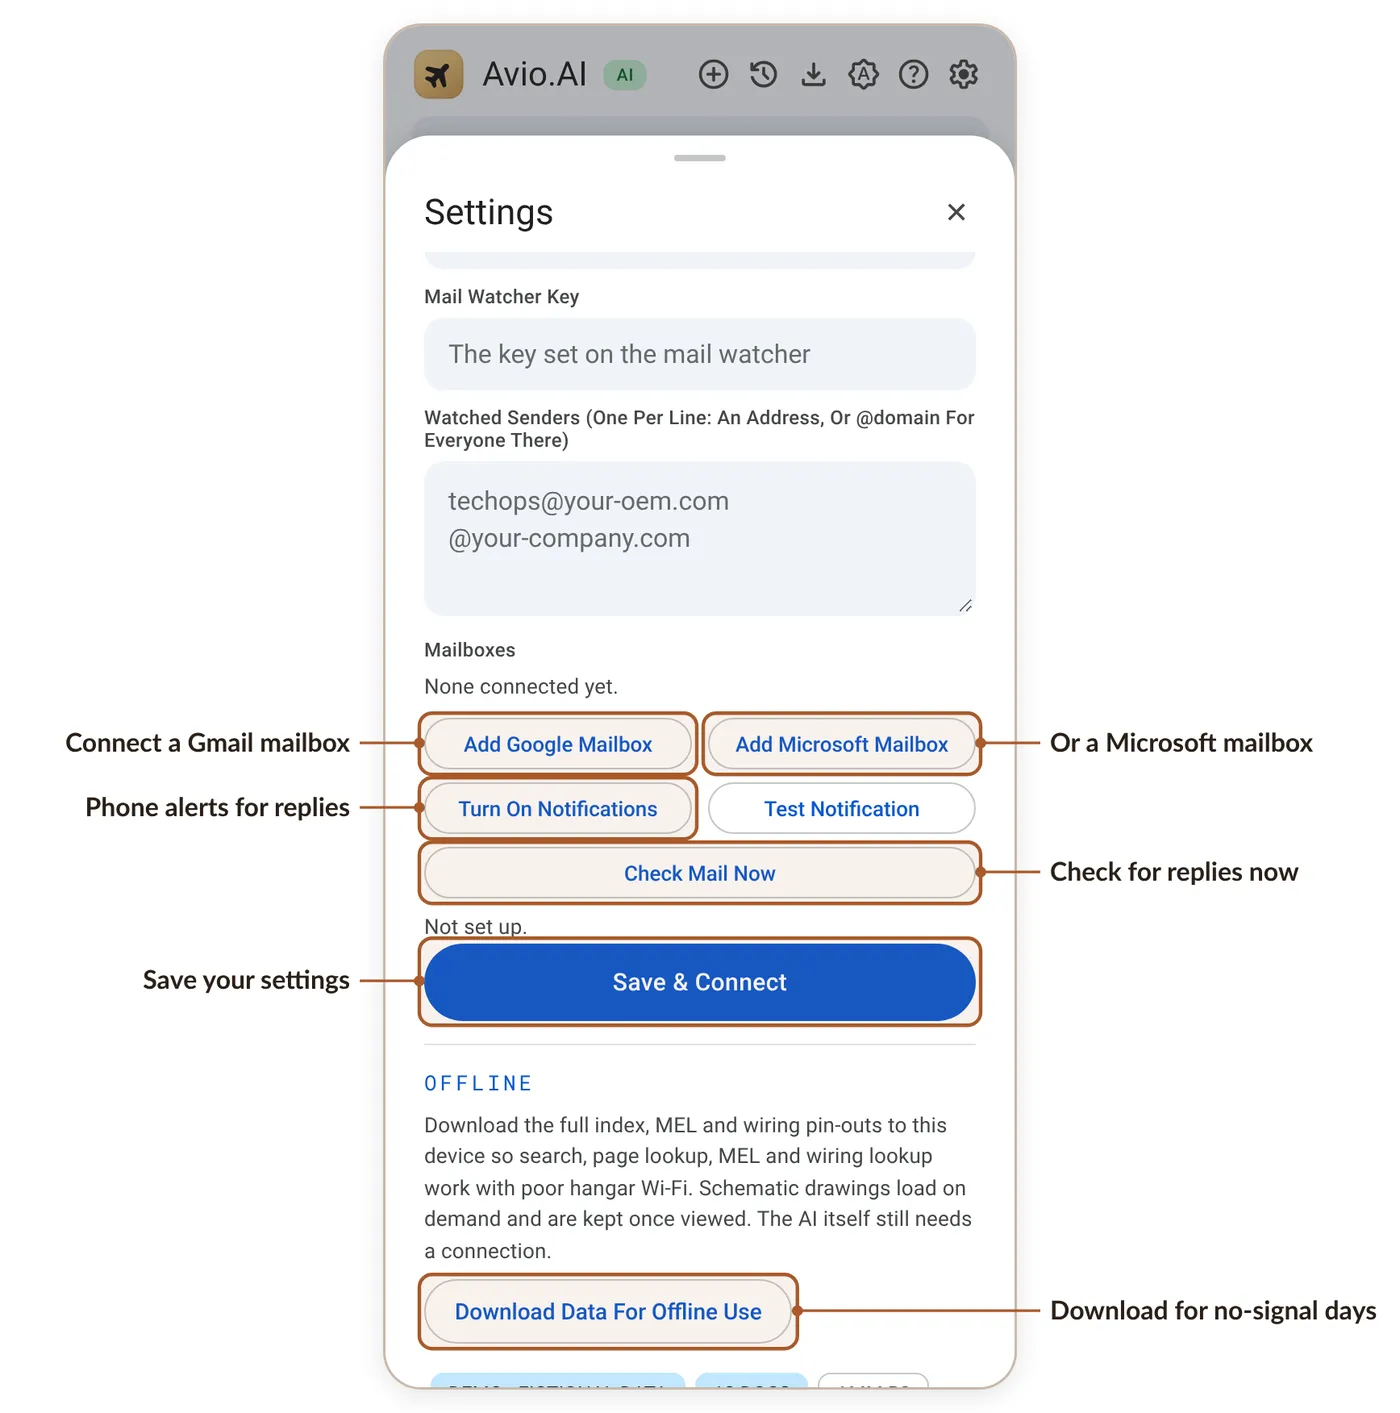 Avio.AI
AI
A
?
Settings
Mail Watcher Key
The key set on the mail watcher
Watched Senders (One Per Line: An Address, Or @domain For
Everyone There)
techops@your-oem.com
@your-company.com
Mailboxes
None connected yet.
Connect a Gmail mailbox
Add Google Mailbox
Add Microsoft Mailbox
Or a Microsoft mailbox
Phone alerts for replies
Turn On Notifications
Test Notification
Check Mail Now
Check for replies now
Not set up.
Save your settings
Save & Connect
OFFLINE
Download the full index, MEL and wiring pin-outs to this
device so search, page lookup, MEL and wiring lookup
work with poor hangar Wi-Fi. Schematic drawings load on
demand and are kept once viewed. The AI itself still needs
a connection.
Download Data For Offline Use
Download for no-signal days